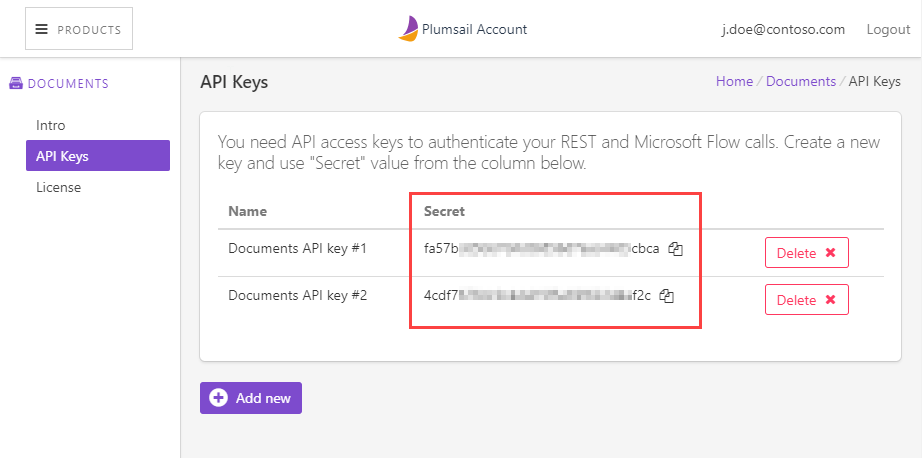 PRODUCTS
Plumsail Account
j.doe@contoso.com
Logout
DOCUMENTS
Intro
API Keys
License
API Keys
Home / Documents / API Keys
You need API access keys to authenticate your REST and Microsoft Flow calls. Create a new
key and use "Secret" value from the column below.
Name Secret
Documents API key #1 fa57b cbca Delete
Documents API key #2 4cdf7 f2c Delete
Add new